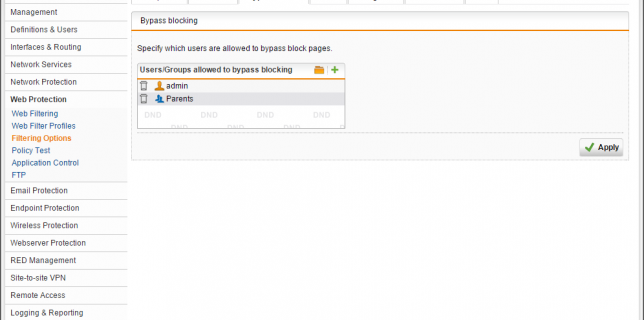 Management
Definitions & Users
Interfaces & Routing
Network Services
Network Protection
Web Protection
Web Filtering
Web Filter Profiles
Filtering Options
Policy Test
Application Control
FTP
Email Protection
Endpoint Protection
Wireless Protection
Webserver Protection
RED Management
Site-to-site VPN
Remote Access
Logging & Reporting
Bypass blocking
Specify which users are allowed to bypass block pages.
Users/Groups allowed to bypass blocking
admin
Parents
DND DND DND DND
DND DND DND
Apply